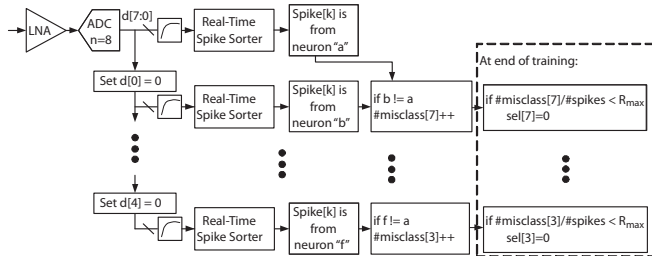 LNA
ADC
n=8
d[7:0]
Real-Time
Spike Sorter
Spike[k] is
from
neuron "a"
At end of training:
Set d[0] = 0
Real-Time
Spike Sorter
Spike[k] is
from
neuron "b"
if b != a
#misclass[7]++
if #misclass[7]/#spikes < Rmax
sel[7]=0
Set d[4] = 0
Real-Time
Spike Sorter
Spike[k] is
from
neuron "f"
if f != a
#misclass[3]++
if #misclass[3]/#spikes < Rmax
sel[3]=0